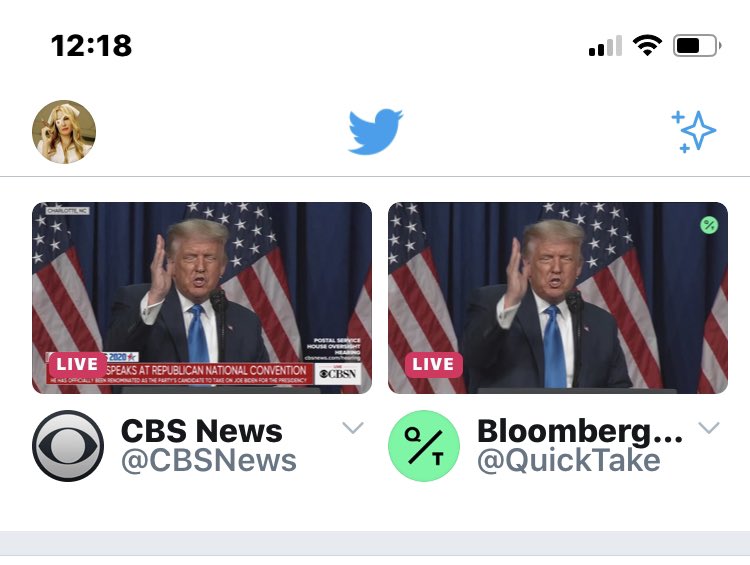 12:18
CHARLOTTE, NC
LIVE
2020
SPEAKS AT REPUBLICAN NATIONAL CONVENTION
HE HAS OFFICIALLY BEEN RENOMINATED AS THE PARTY'S CANDIDATE TO TAKE ON JOE BIDEN FOR THE PRESIDENCY
POSTAL SERVICE
HOUSE OVERSIGHT
HEARING
cbsnews.com/hearing
LIVE
CBSN
LIVE
CBS News
@CBSNews
Q/T
Bloomberg...
@QuickTake